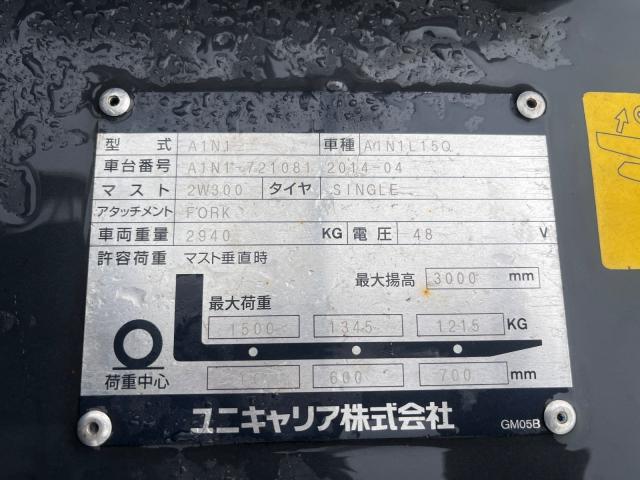 型式 A1N1 車種 A1N1L15Q
車台番号 A1N1-721081 2014-04
マスト 2W300 タイヤ SINGLE
アタッチメント FORK
車両重量 2940 KG 電圧 48 V
許容荷重 マスト垂直時
最大揚高 3000 mm
最大荷重
1500 1345 1215 KG
荷重中心 600 700 mm
ユニキャリア株式会社
GM05B